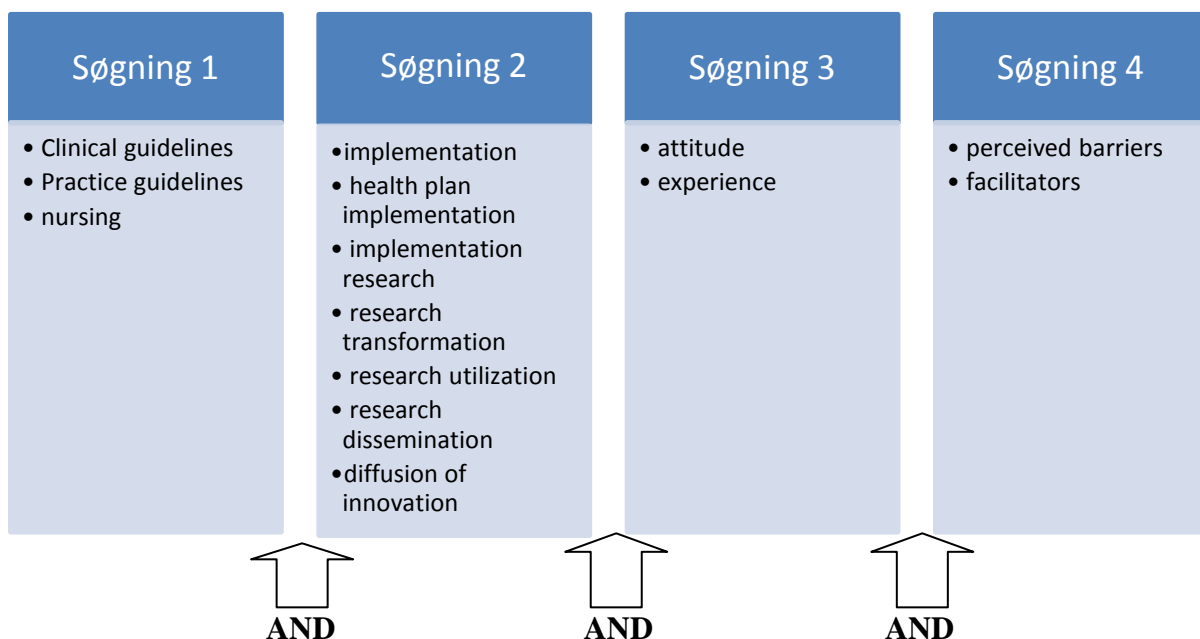 Søgning 1
• Clinical guidelines
• Practice guidelines
• nursing
Søgning 2
•implementation
• health plan
implementation
• implementation
research
• research
transformation
• research utilization
• research
dissemination
•diffusion of
innovation
Søgning 3
• attitude
• experience
Søgning 4
• perceived barriers
• facilitators
AND
AND
AND